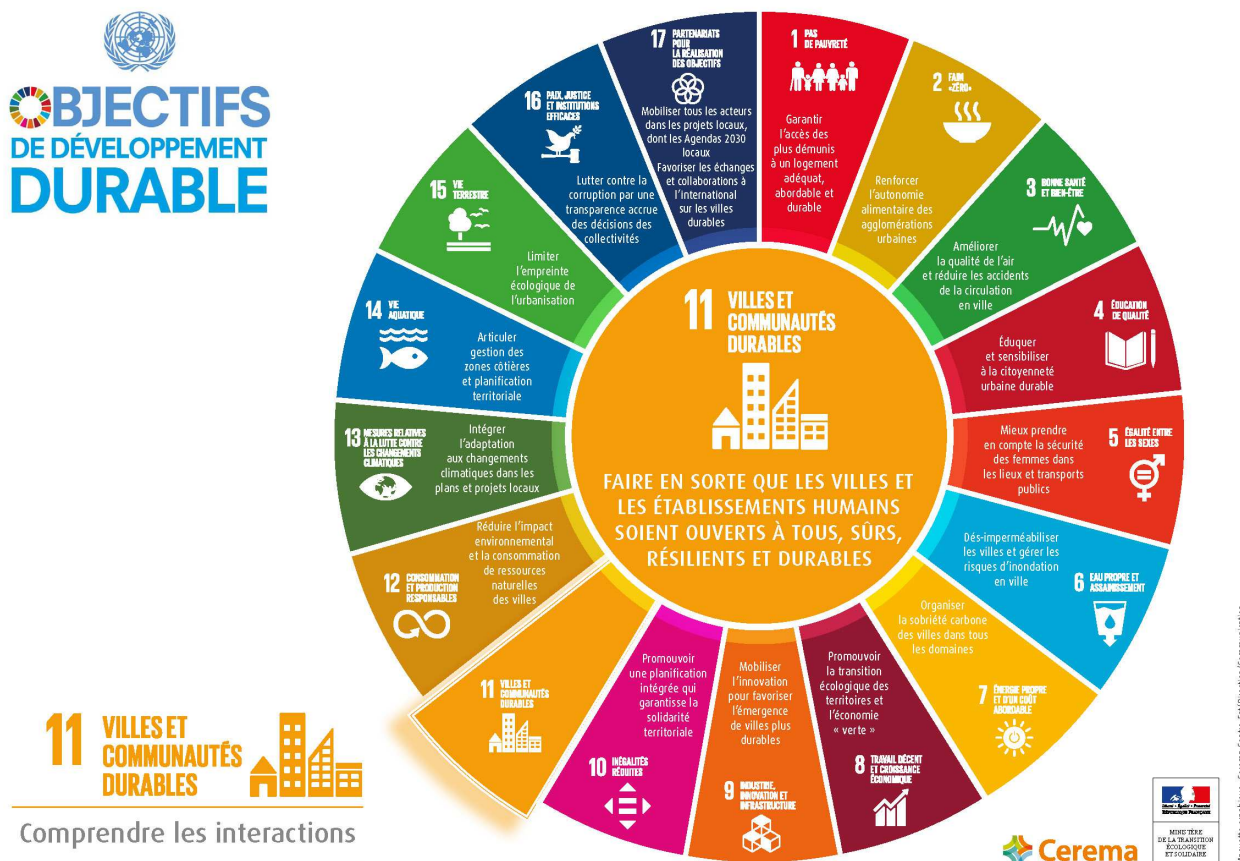 OBJECTIFS
DE DÉVELOPPEMENT
DURABLE
1 PAS
DE PAUVRETÉ
Garantir
l'accès des
plus démunis
à un logement
adéquat,
abordable et
durable
2 FAIM
«ZÉRO»
Renforcer
l'autonomie
alimentaire des
agglomérations
urbaines
3 BONNE SANTÉ
ET BIEN-ÊTRE
Améliorer
la qualité de l'air
et réduire les accidents
de la circulation
en ville
4 ÉDUCATION
DE QUALITÉ
Éduquer
et sensibiliser
à la citoyenneté
urbaine durable
5 ÉGALITÉ ENTRE
LES SEXES
Mieux prendre
en compte la sécurité
des femmes dans
les lieux et transports
publics
6 EAU PROPRE ET
ASSAINISSEMENT
Dés-imperméabiliser
les villes et gérer les
risques d'inondation
en ville
7 ÉNERGIE PROPRE
ET D'UN COÛT
ABORDABLE
Organiser
la sobriété carbone
des villes dans tous
les domaines
8 TRAVAIL DÉCENT
ET CROISSANCE
ÉCONOMIQUE
Promouvoir
la transition
écologique des
territoires et
l'économie
« verte »
9 INDUSTRIE,
INNOVATION ET
INFRASTRUCTURE
Mobiliser
l'innovation
pour favoriser
l'émergence
de villes plus
durables
10 INÉGALITÉS
RÉDUITES
Promouvoir
une planification
intégrée qui
garantisse la
solidarité
territoriale
11 VILLES ET
COMMUNAUTÉS
DURABLES
12 CONSOMMATION
ET PRODUCTION
RESPONSABLES
Réduire l'impact
environnemental
et la consommation
de ressources
naturelles
des villes
13 MESURES RELATIVES
À LA LUTTE CONTRE
LES CHANGEMENTS
CLIMATIQUES
Intégrer
l'adaptation
aux changements
climatiques dans les
plans et projets locaux
14 VIE
AQUATIQUE
Articuler
gestion des
zones côtières
et planification
territoriale
15 VIE
TERRESTRE
Limiter
l'empreinte
écologique de
l'urbanisation
16 PAIX, JUSTICE
ET INSTITUTIONS
EFFICACES
Lutter contre la
corruption par une
transparence accrue
des décisions des
collectivités
17 PARTENARIATS
POUR
LA RÉALISATION
DES OBJECTIFS
Mobiliser tous les acteurs
dans les projets locaux,
dont les Agendas 2030
locaux
Favoriser les échanges
et collaborations à
l'international
sur les villes
durables
11 VILLES ET
COMMUNAUTÉS
DURABLES
FAIRE EN SORTE QUE LES VILLES ET
LES ÉTABLISSEMENTS HUMAINS
SOIENT OUVERTS À TOUS, SÛRS,
RÉSILIENTS ET DURABLES
11 VILLES ET
COMMUNAUTÉS
DURABLES
Comprendre les interactions
Cerema
RÉPUBLIQUE FRANÇAISE
MINISTÈRE
DE LA TRANSITION
ÉCOLOGIQUE
ET SOLIDAIRE